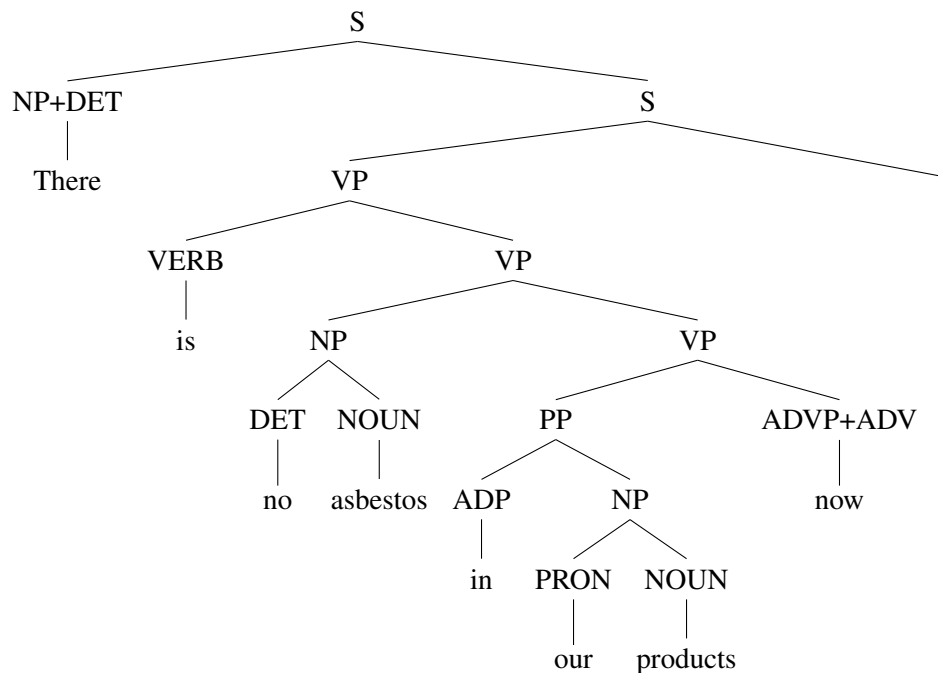 S
NP+DET S
There VP
VERB VP
is NP VP
DET NOUN PP ADVP+ADV
no asbestos ADP NP now
in PRON NOUN
our products